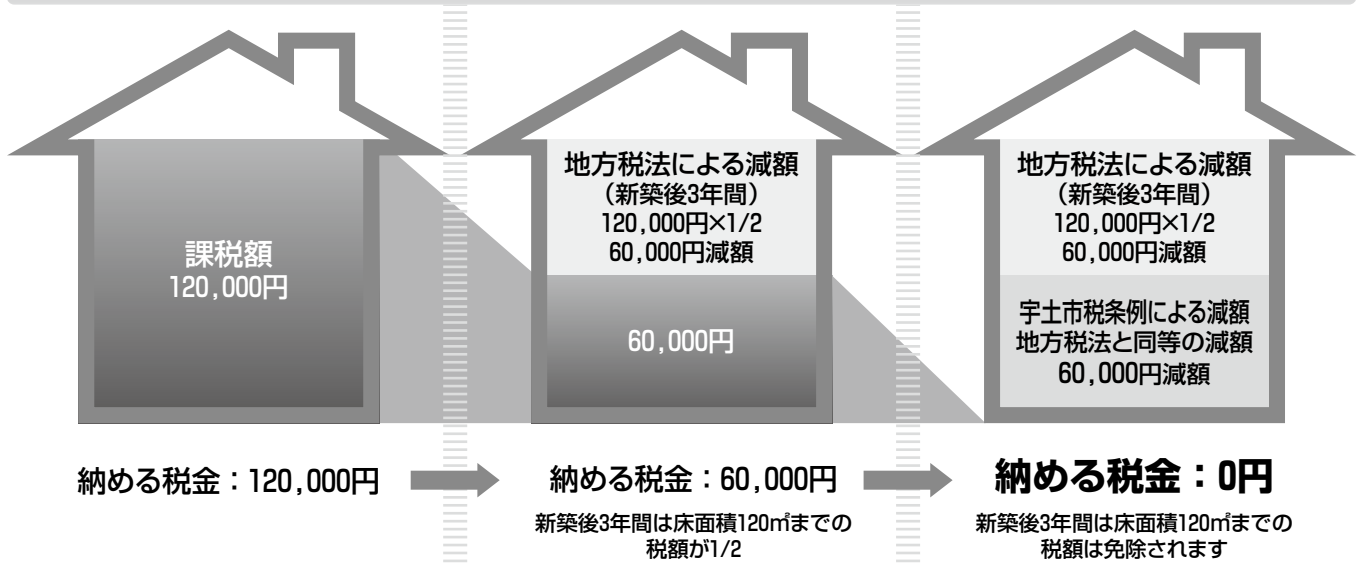 課税額
120,000円
納める税金：120,000円
地方税法による減額
（新築後3年間）
120,000円×1/2
60,000円減額
60,000円
納める税金：60,000円
新築後3年間は床面積120㎡までの
税額が1/2
地方税法による減額
（新築後3年間）
120,000円×1/2
60,000円減額
宇土市税条例による減額
地方税法と同等の減額
60,000円減額
納める税金：0円
新築後3年間は床面積120㎡までの
税額は免除されます